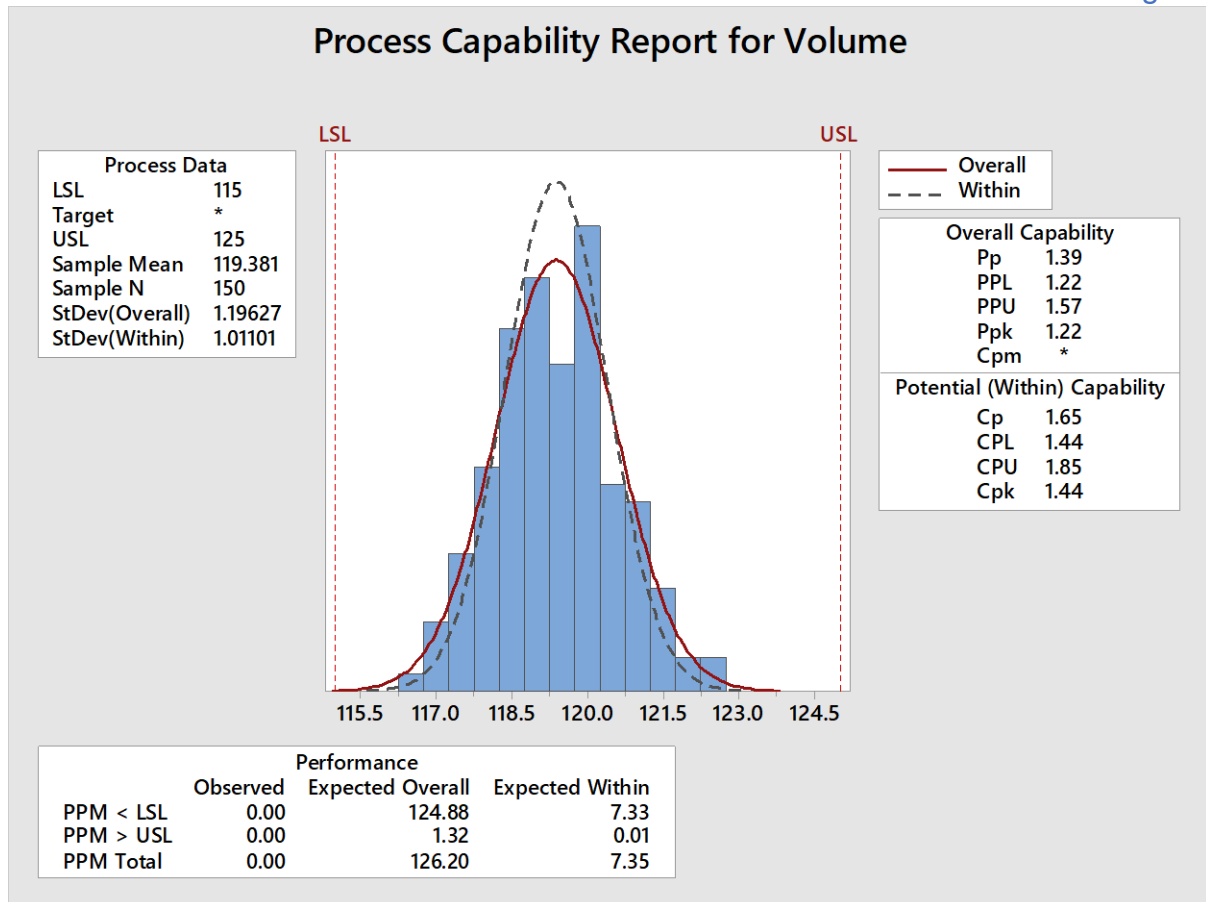 Process Capability Report for Volume
LSL USL
Process Data
LSL 115
Target *
USL 125
Sample Mean 119.381
Sample N 150
StDev(Overall) 1.19627
StDev(Within) 1.01101
Overall
Within
Overall Capability
Pp 1.39
PPL 1.22
PPU 1.57
Ppk 1.22
Cpm *
Potential (Within) Capability
Cp 1.65
CPL 1.44
CPU 1.85
Cpk 1.44
115.5 117.0 118.5 120.0 121.5 123.0 124.5
Performance
Observed Expected Overall Expected Within
PPM < LSL 0.00 124.88 7.33
PPM > USL 0.00 1.32 0.01
PPM Total 0.00 126.20 7.35